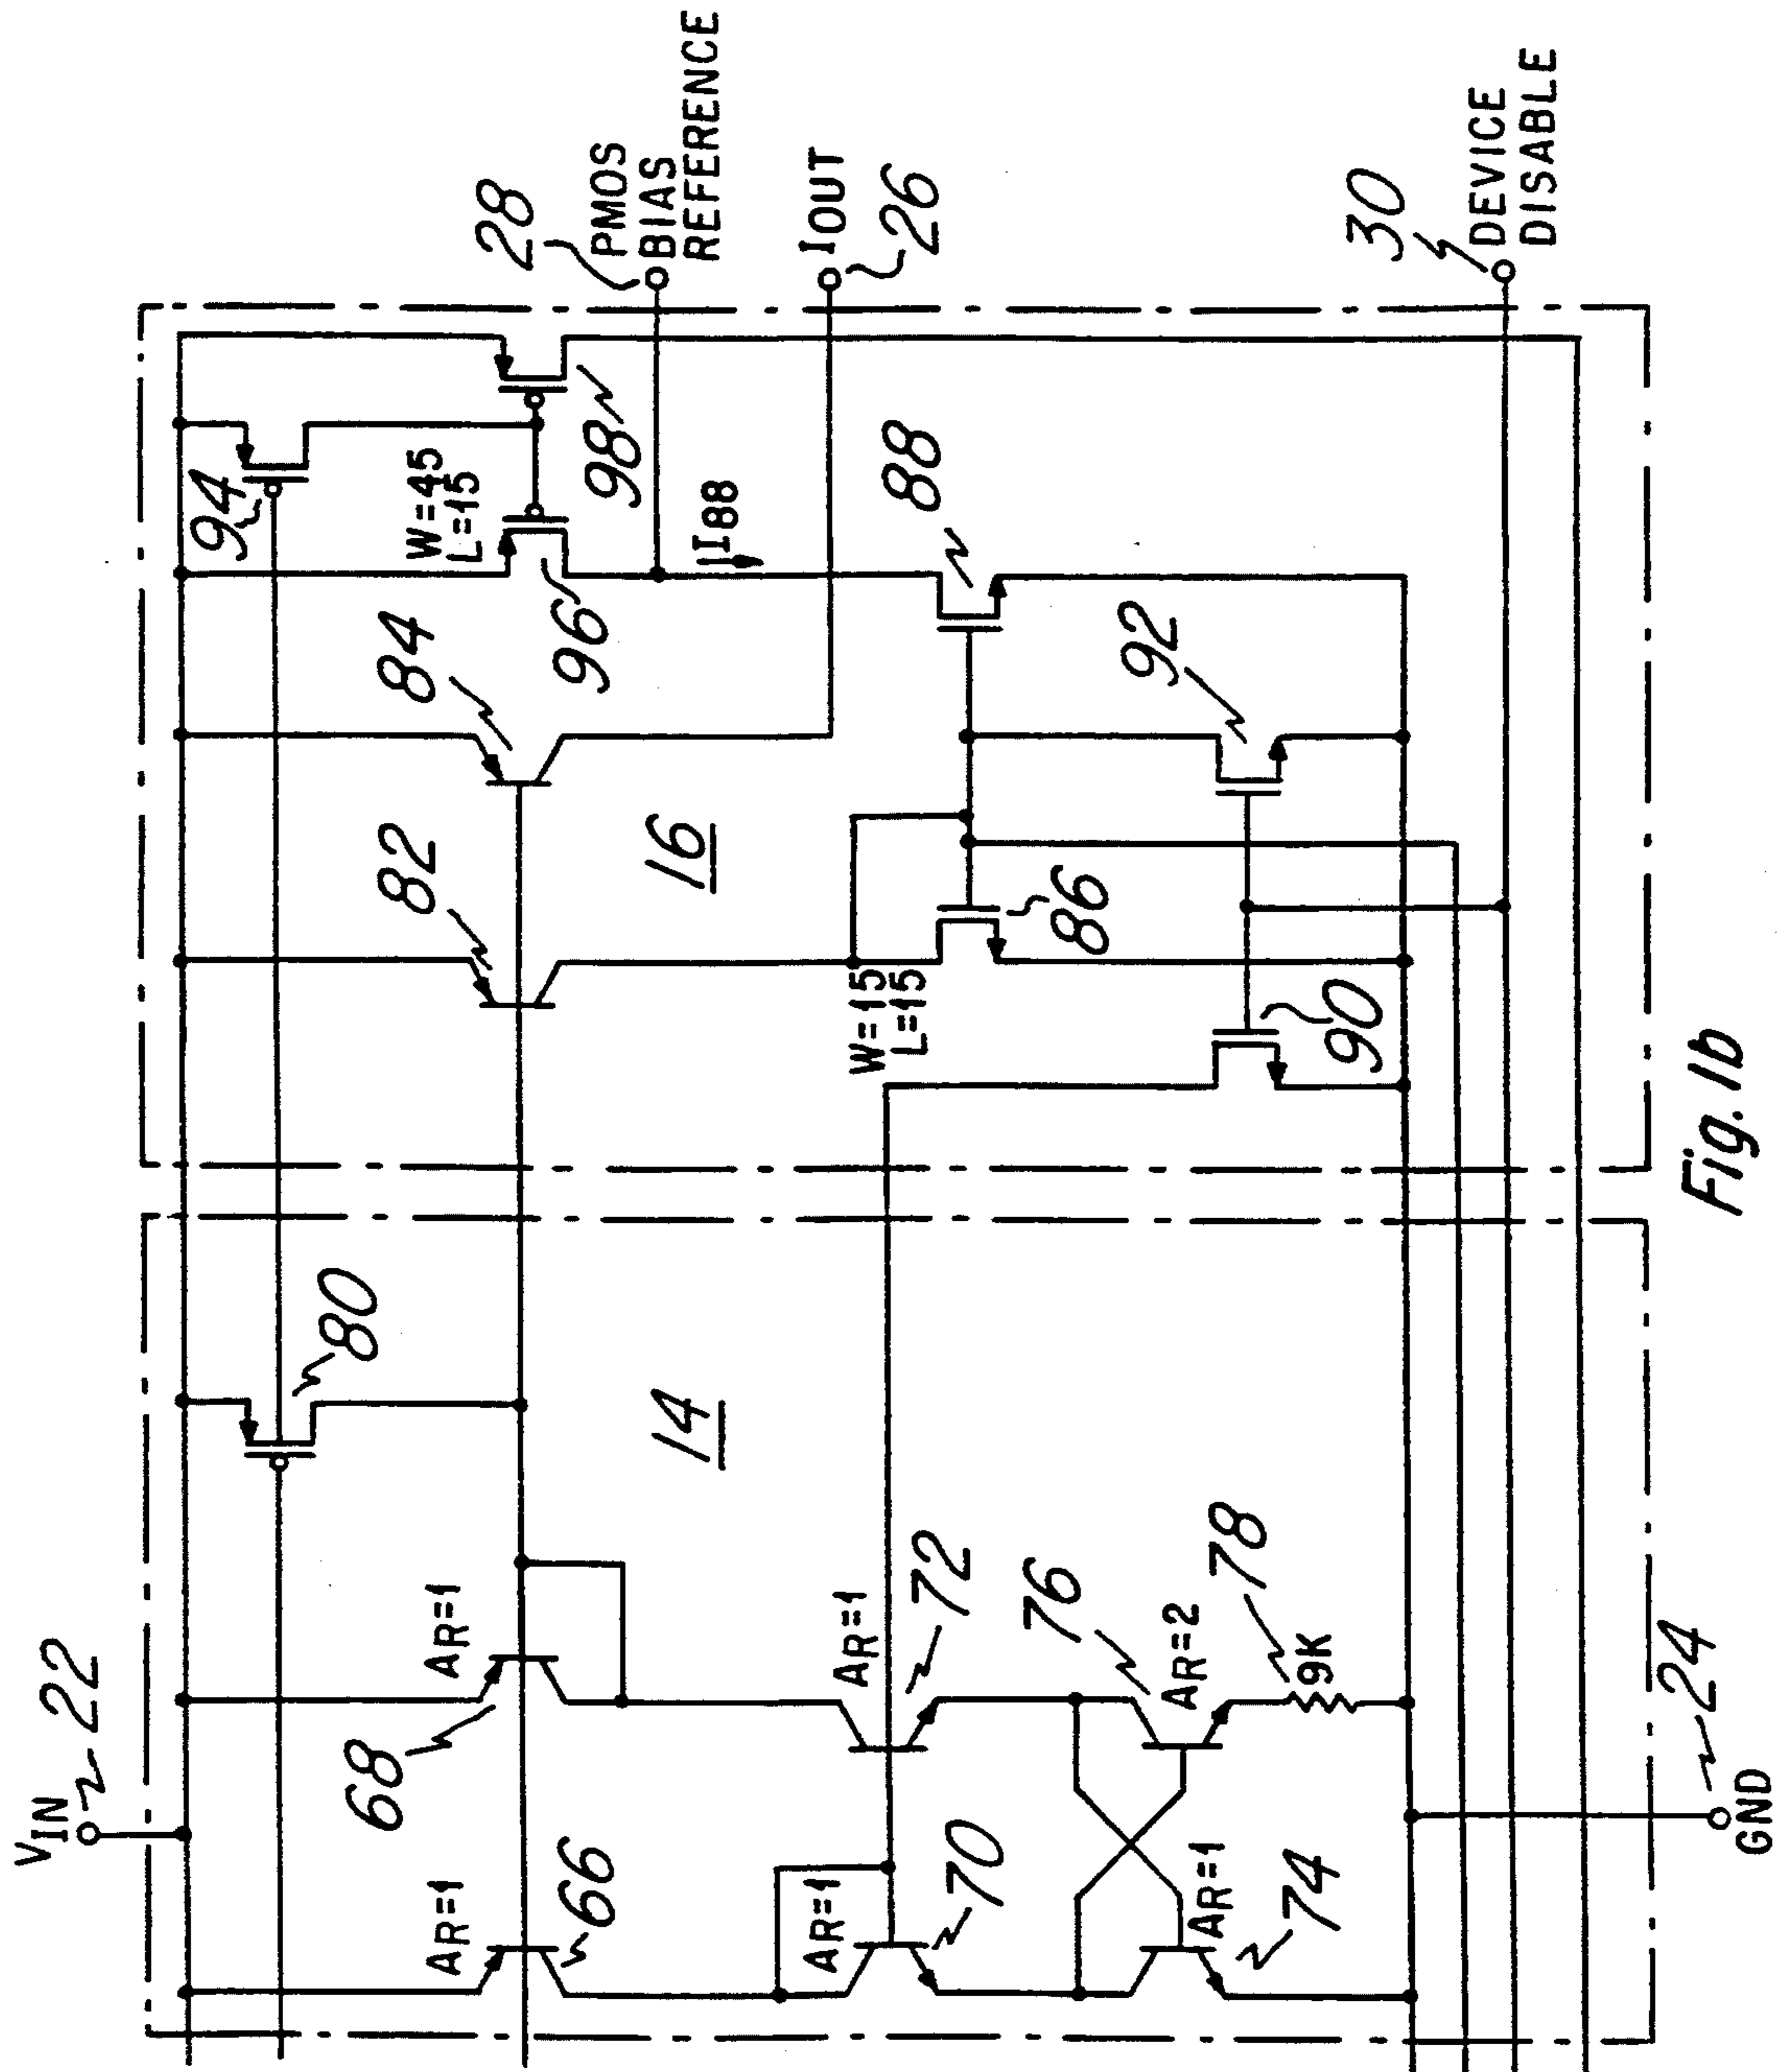 VIN
22
80
94
W=45
L=15
28
PMOS
BIAS
REFERENCE
AR=1
66
68
AR=1
82
84
96
98
I88
IOUT
26
14
16
AR=1
70
AR=1
72
W=15
L=15
86
88
AR=1
74
76
AR=2
78
9K
90
92
30
DEVICE
DISABLE
24
GND
Fig. 1b